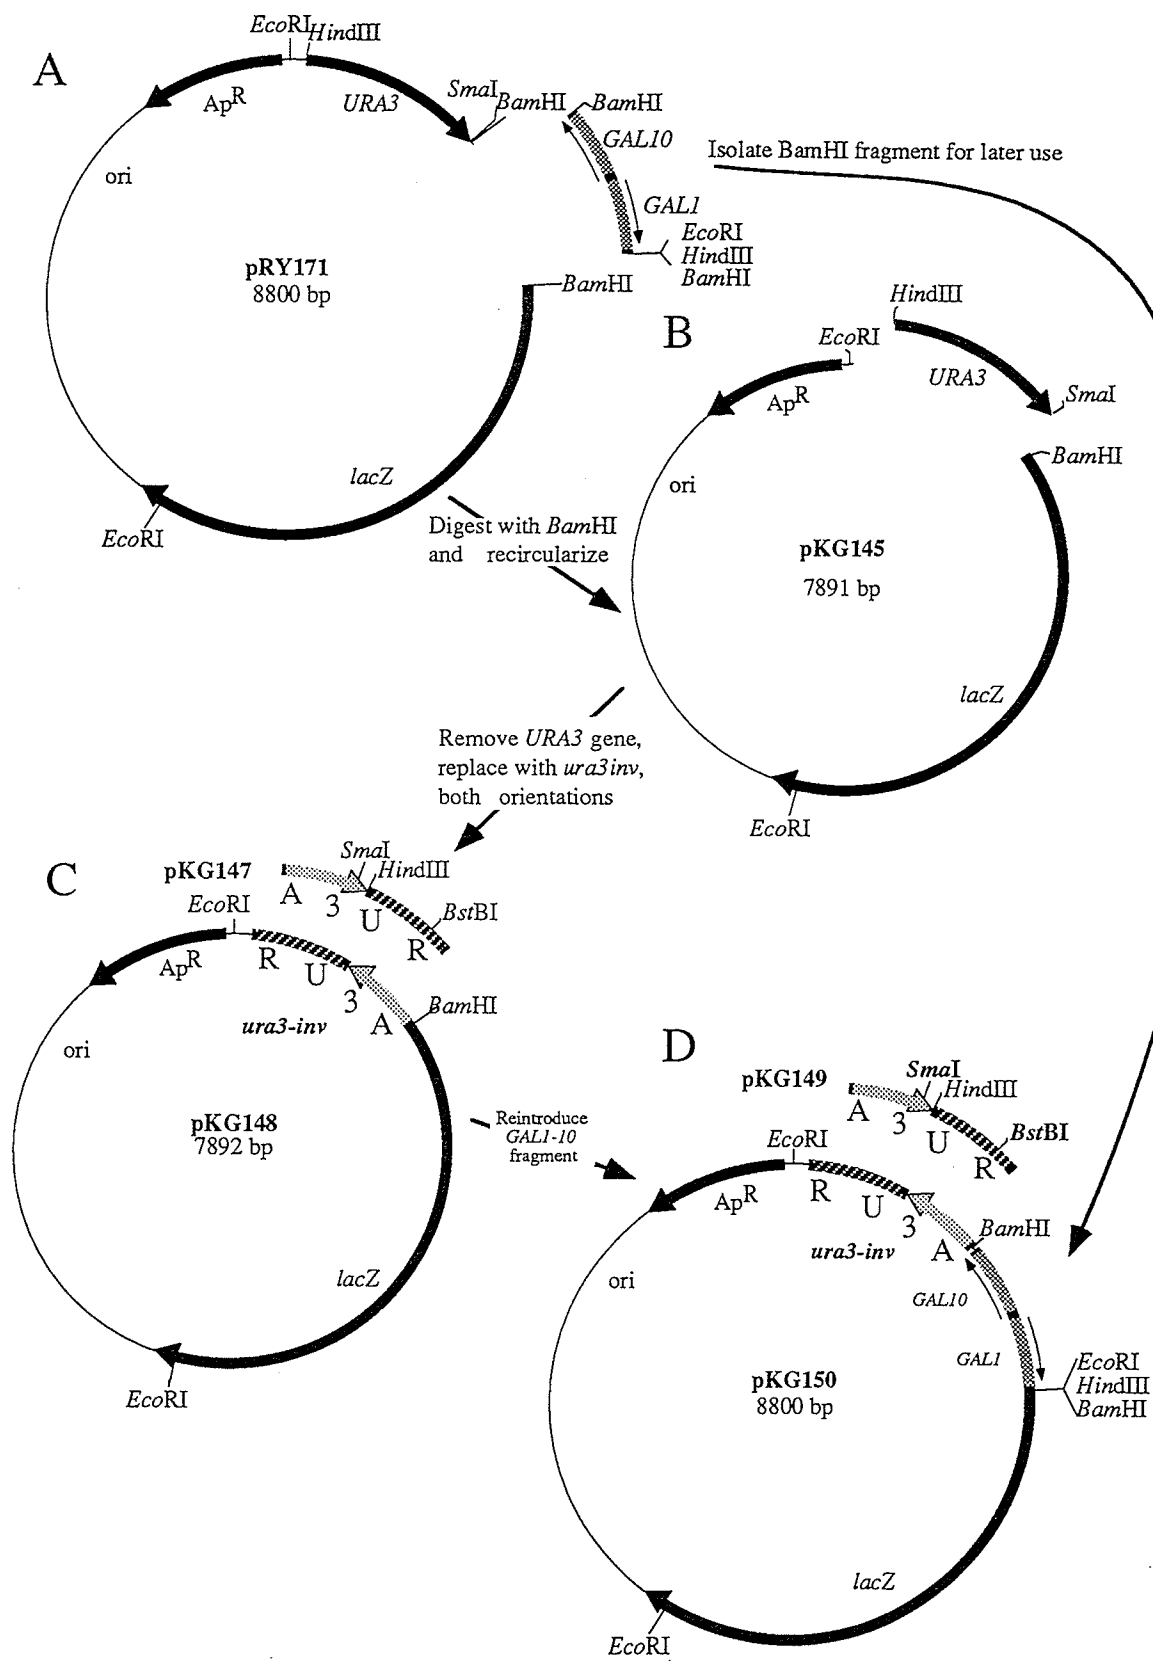 A
EcoRI
HindIII
ApR
URA3
SmaI
BamHI
BamHI
GAL10
GAL1
EcoRI
HindIII
BamHI
ori
pRY171
8800 bp
BamHI
lacZ
EcoRI
Isolate BamHI fragment for later use
Digest with BamHI
and recircularize
B
HindIII
EcoRI
URA3
ApR
SmaI
BamHI
ori
pKG145
7891 bp
lacZ
EcoRI
Remove URA3 gene,
replace with ura3inv,
both orientations
C
pKG147
SmaI
HindIII
A 3 U R
BstBI
EcoRI
ApR
R U 3 A
ura3-inv
BamHI
ori
pKG148
7892 bp
lacZ
EcoRI
Reintroduce
GAL1-10
fragment
D
pKG149
SmaI
HindIII
A 3 U R
BstBI
EcoRI
ApR
R U 3 A
ura3-inv
BamHI
ori
GAL10
GAL1
EcoRI
HindIII
BamHI
pKG150
8800 bp
lacZ
EcoRI